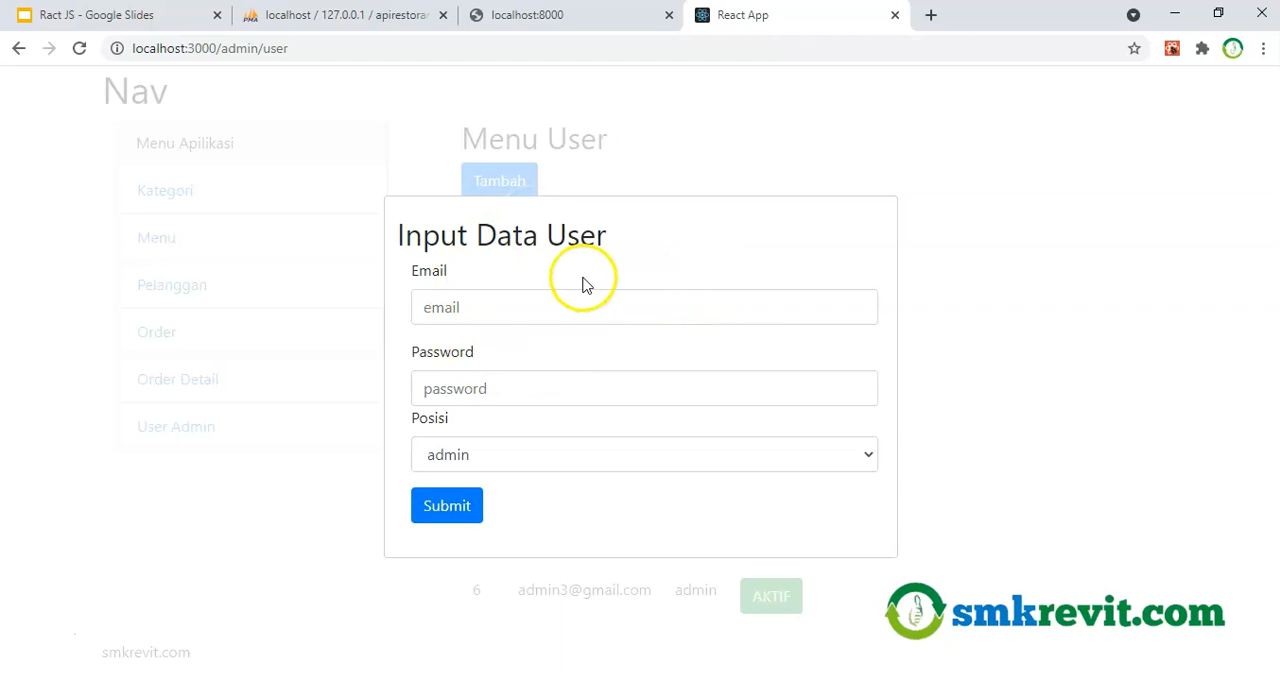 Ract JS - Google Slides
localhost / 127.0.0.1 / apirestoran
localhost:8000
React App
localhost:3000/admin/user
Nav
Menu Apilikasi
Kategori
Menu
Pelanggan
Order
Order Detail
User Admin
Menu User
Tambah
Input Data User
Email
email
Password
password
Posisi
admin
Submit
6 admin3@gmail.com admin AKTIF
smkrevit.com
smkrevit.com